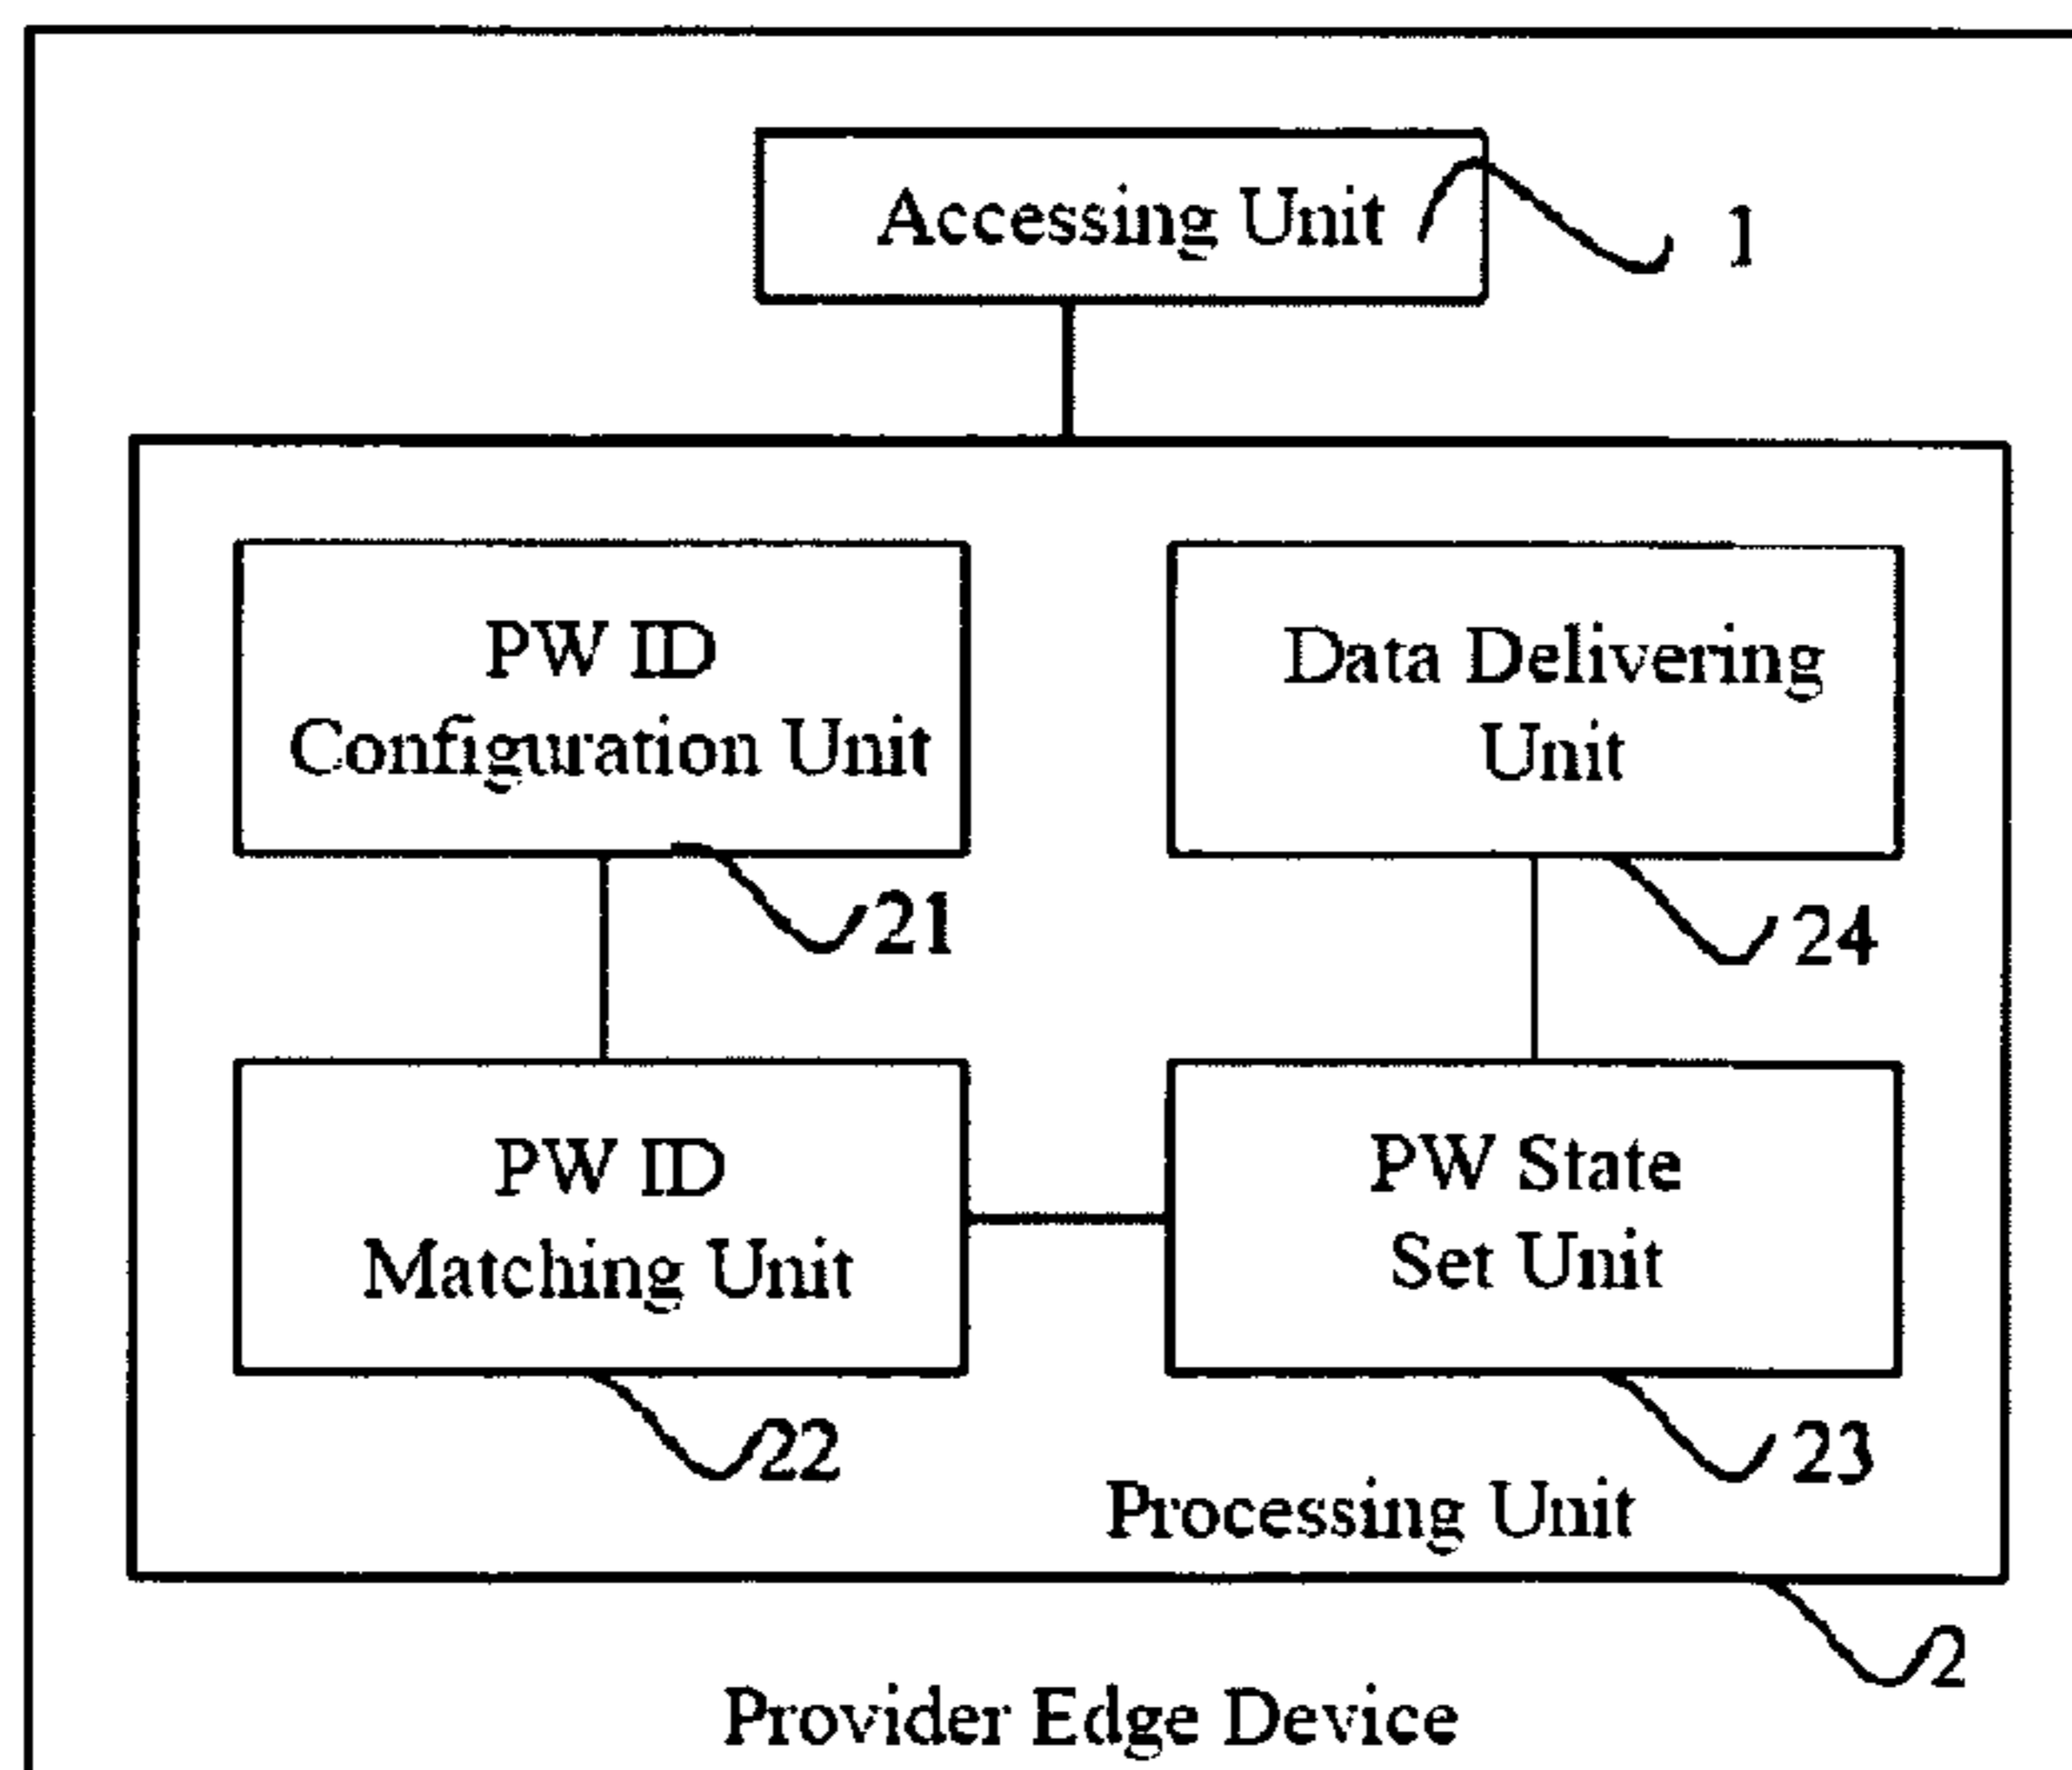 Accessing Unit
1
PW ID
Configuration Unit
21
Data Delivering
Unit
24
PW ID
Matching Unit
22
PW State
Set Unit
23
Processing Unit
2
Provider Edge Device